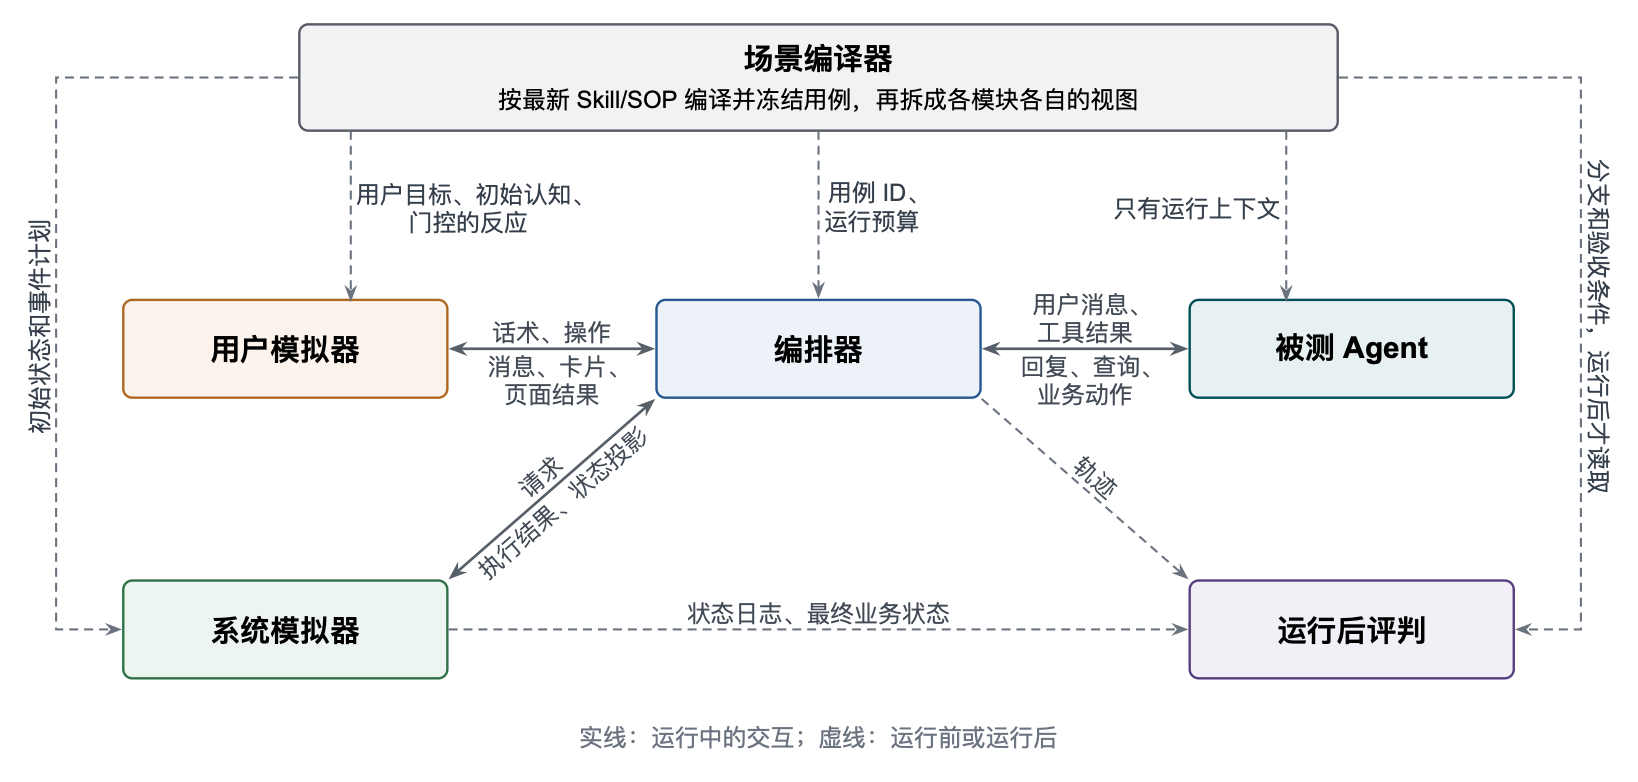 场景编译器
按最新 Skill/SOP 编译并冻结用例，再拆成各模块各自的视图
用户目标、初始认知、
门控的反应
用例 ID、
运行预算
只有运行上下文
初始状态和事件计划
分支和验收条件，运行后才读取
用户模拟器
话术、操作
消息、卡片、
页面结果
编排器
用户消息、
工具结果
回复、查询、
业务动作
被测 Agent
请求
执行结果、状态投影
轨迹
系统模拟器
状态日志、最终业务状态
运行后评判
实线：运行中的交互；虚线：运行前或运行后